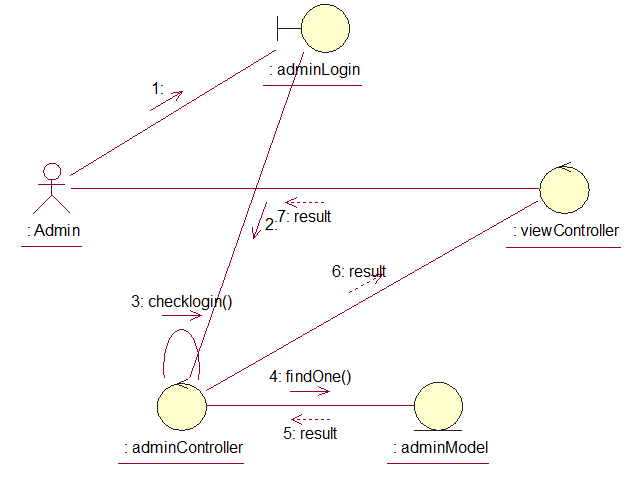 : adminLogin
1:
: Admin
7: result
2:
: viewController
6: result
3: checklogin()
4: findOne()
5: result
: adminController
: adminModel